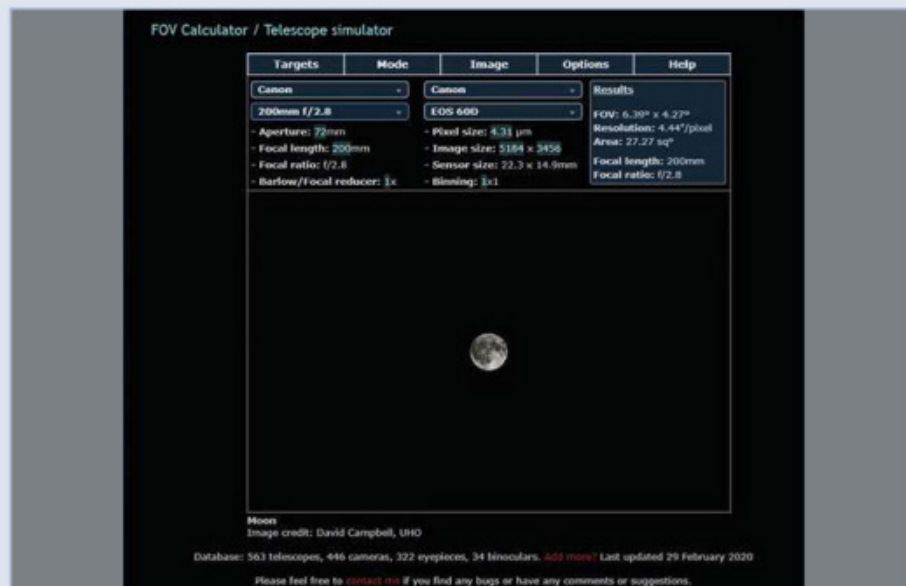 FOV Calculator / Telescope simulator
Targets Mode Image Options Help
Canon
200mm f/2.8
- Aperture: 72mm
- Focal length: 200mm
- Focal ratio: f/2.8
- Barlow/Focal reducer: 1x
Canon
EOS 60D
- Pixel size: 4.31 µm
- Image size: 5184 x 3456
- Sensor size: 22.3 x 14.9mm
- Binning: 1x1
Results
FOV: 6.39° x 4.27°
Resolution: 4.44"/pixel
Area: 27.27 sq°
Focal length: 200mm
Focal ratio: f/2.8
Moon
Image credit: David Campbell, UHO
Database: 563 telescopes, 446 cameras, 322 eyepieces, 34 binoculars. Add more? Last updated 29 February 2020
Please feel free to contact me if you find any bugs or have any comments or suggestions.